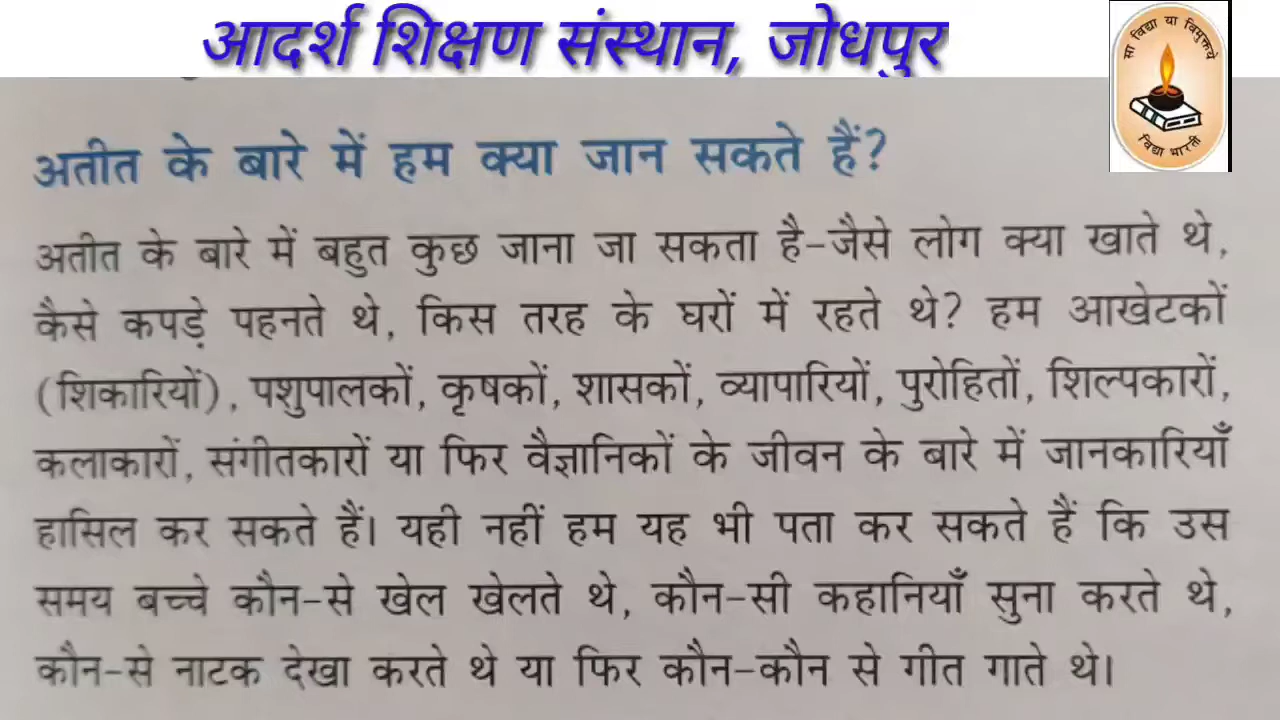 आदर्श शिक्षण संस्थान, जोधपुर
सा विद्या या विमुक्तये
विद्या भारती
अतीत के बारे में हम क्या जान सकते हैं?
अतीत के बारे में बहुत कुछ जाना जा सकता है-जैसे लोग क्या खाते थे,
कैसे कपड़े पहनते थे, किस तरह के घरों में रहते थे? हम आखेटकों
(शिकारियों), पशुपालकों, कृषकों, शासकों, व्यापारियों, पुरोहितों, शिल्पकारों,
कलाकारों, संगीतकारों या फिर वैज्ञानिकों के जीवन के बारे में जानकारियाँ
हासिल कर सकते हैं। यही नहीं हम यह भी पता कर सकते हैं कि उस
समय बच्चे कौन-से खेल खेलते थे, कौन-सी कहानियाँ सुना करते थे,
कौन-से नाटक देखा करते थे या फिर कौन-कौन से गीत गाते थे।